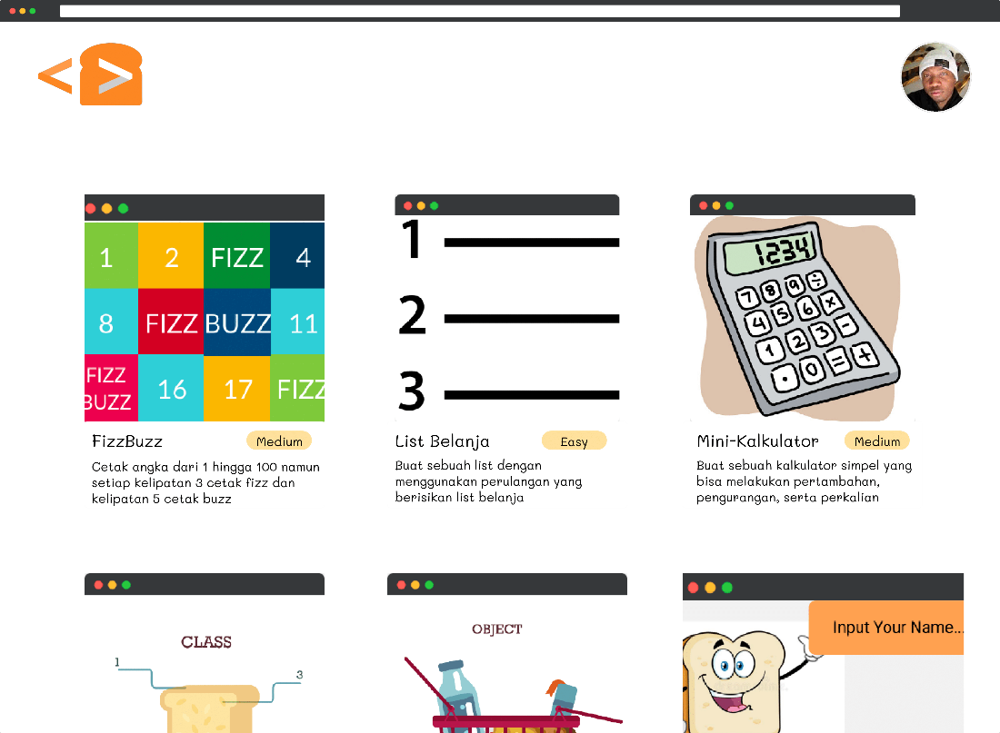 < >
1 2 FIZZ 4
8 FIZZ BUZZ 11
FIZZ
BUZZ 16 17 FIZZ
1
2
3
1234
7 8 9 ÷
4 5 6 ×
1 2 3 -
. 0 = +
FizzBuzz Medium
Cetak angka dari 1 hingga 100 namun
setiap kelipatan 3 cetak fizz dan
kelipatan 5 cetak buzz
List Belanja Easy
Buat sebuah list dengan
menggunakan perulangan yang
berisikan list belanja
Mini-Kalkulator Medium
Buat sebuah kalkulator simpel yang
bisa melakukan pertambahan,
pengurangan, serta perkalian
CLASS
1
3
OBJECT
Input Your Name...